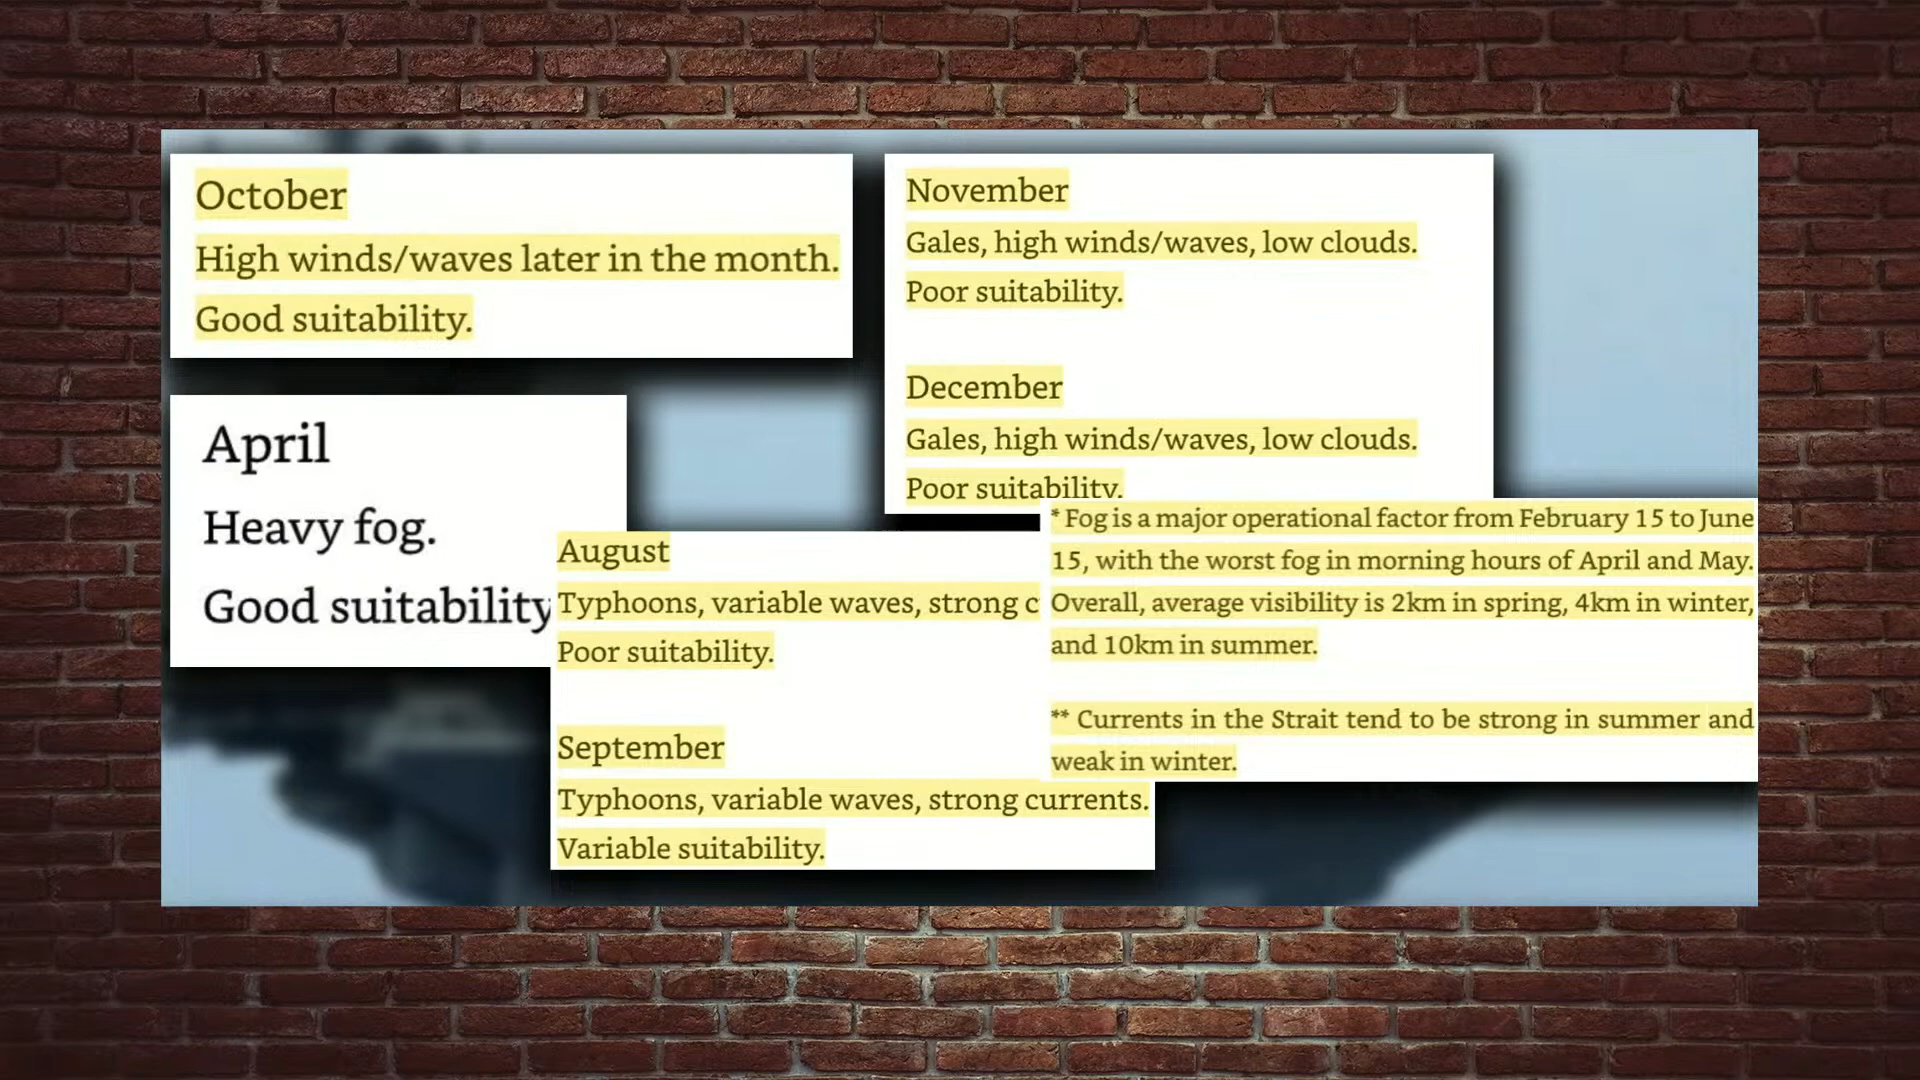 October
High winds/waves later in the month.
Good suitability.
November
Gales, high winds/waves, low clouds.
Poor suitability.
December
Gales, high winds/waves, low clouds.
Poor suitability.
April
Heavy fog.
Good suitability
August
Typhoons, variable waves, strong c
Poor suitability.
September
Typhoons, variable waves, strong currents.
Variable suitability.
* Fog is a major operational factor from February 15 to June
15, with the worst fog in morning hours of April and May.
Overall, average visibility is 2km in spring, 4km in winter,
and 10km in summer.
** Currents in the Strait tend to be strong in summer and
weak in winter.